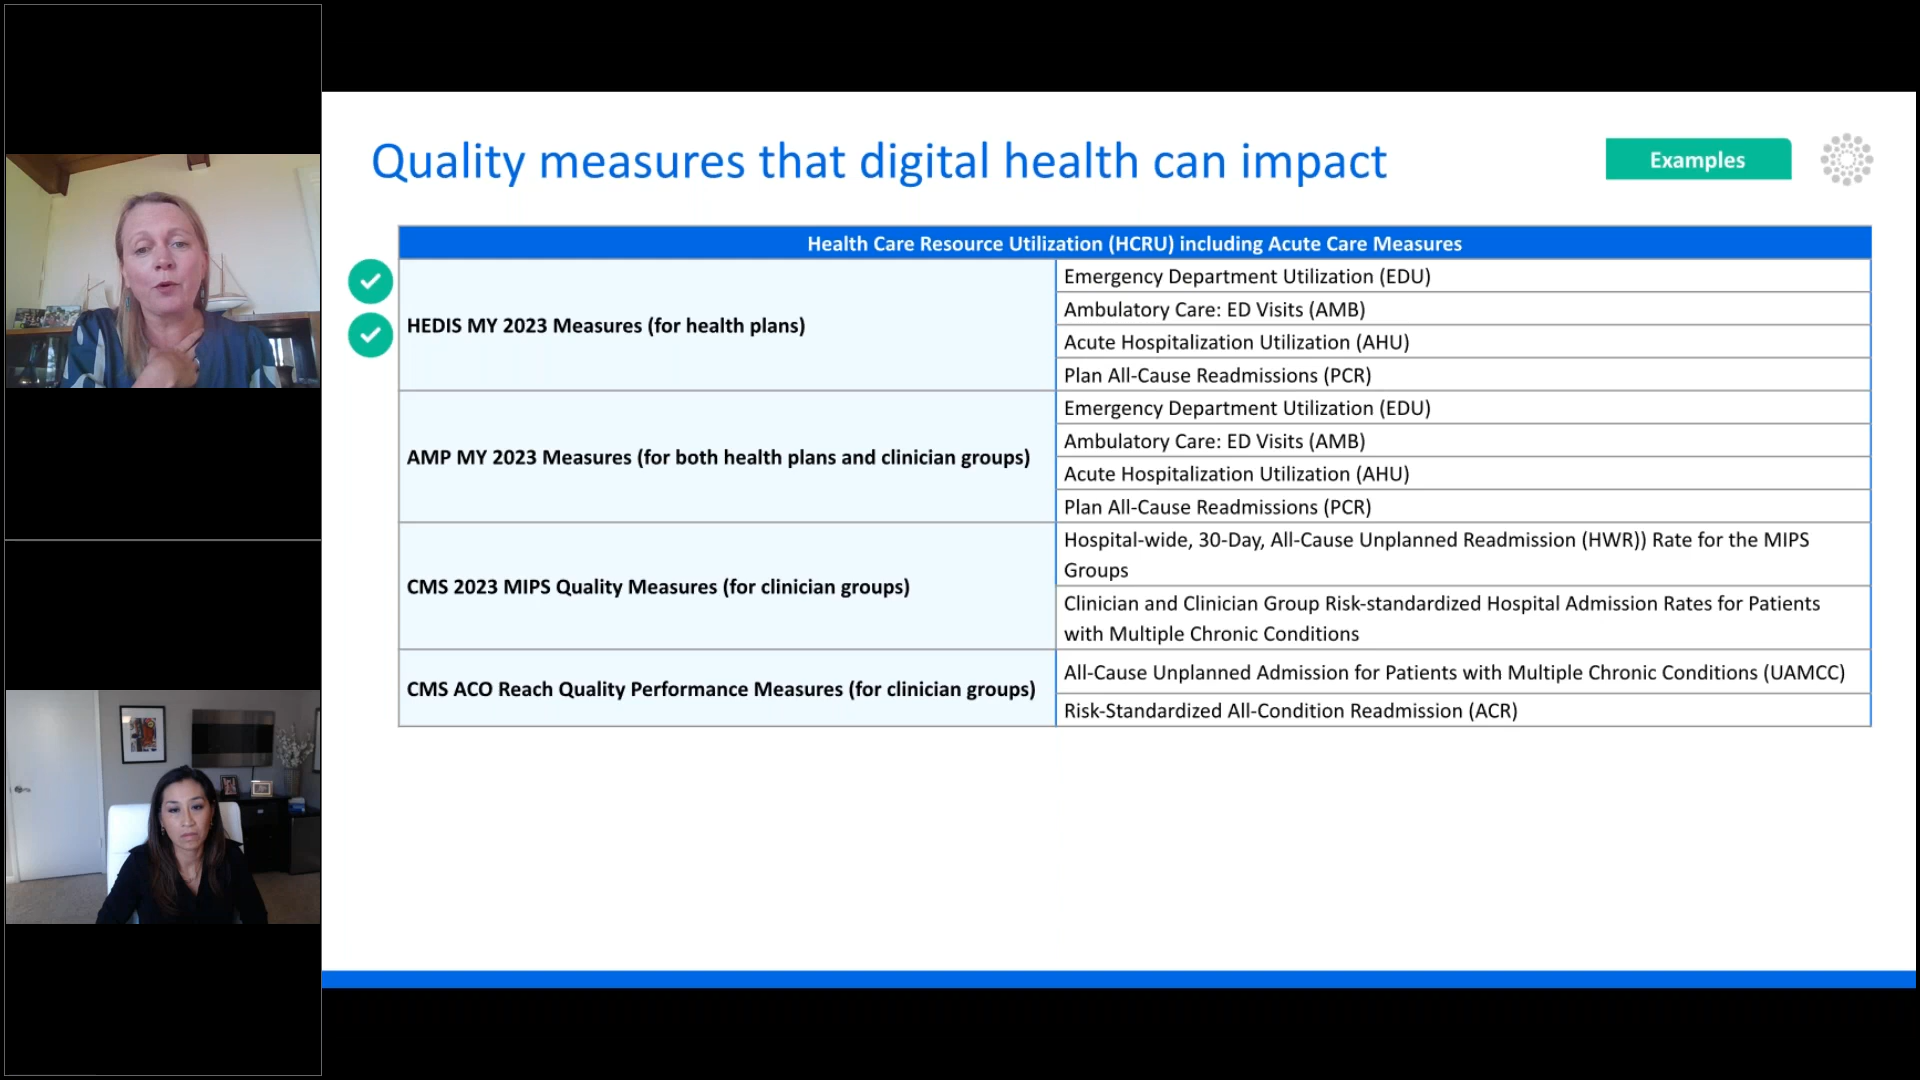 Quality measures that digital health can impact
Examples
Health Care Resource Utilization (HCRU) including Acute Care Measures
HEDIS MY 2023 Measures (for health plans)
Emergency Department Utilization (EDU)
Ambulatory Care: ED Visits (AMB)
Acute Hospitalization Utilization (AHU)
Plan All-Cause Readmissions (PCR)
AMP MY 2023 Measures (for both health plans and clinician groups)
Emergency Department Utilization (EDU)
Ambulatory Care: ED Visits (AMB)
Acute Hospitalization Utilization (AHU)
Plan All-Cause Readmissions (PCR)
CMS 2023 MIPS Quality Measures (for clinician groups)
Hospital-wide, 30-Day, All-Cause Unplanned Readmission (HWR)) Rate for the MIPS
Groups
Clinician and Clinician Group Risk-standardized Hospital Admission Rates for Patients
with Multiple Chronic Conditions
CMS ACO Reach Quality Performance Measures (for clinician groups)
All-Cause Unplanned Admission for Patients with Multiple Chronic Conditions (UAMCC)
Risk-Standardized All-Condition Readmission (ACR)